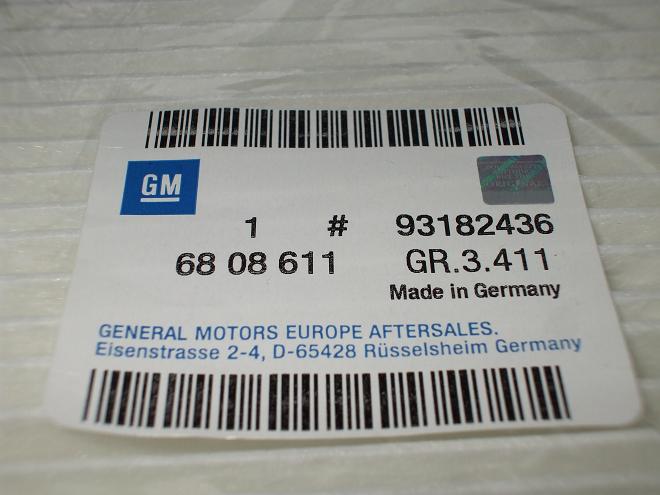 GM
1 # 93182436
68 08 611 GR.3.411
Made in Germany
GENERAL MOTORS EUROPE AFTERSALES.
Eisenstrasse 2-4, D-65428 Rüsselsheim Germany